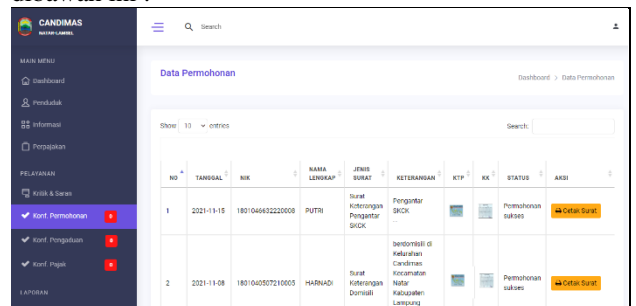 CANDIMAS
NATAR-LAMSEL
Search
MAIN MENU
Dashboard
Penduduk
Informasi
Perpajakan
PELAYANAN
Kritik & Saran
Konf. Permohonan 0
Konf. Pengaduan 0
Konf. Pajak 0
LAPORAN
Data Permohonan
Dashboard > Data Permohonan
Show 10 entries
Search:
NO TANGGAL NIK NAMA LENGKAP JENIS SURAT KETERANGAN KTP KK STATUS AKSI
1 2021-11-15 1801046632220008 PUTRI Surat Keterangan Pengantar SKCK Pengantar SKCK ... Permohonan sukses Cetak Surat
2 2021-11-08 1801040507210005 HARNADI Surat Keterangan Domisili berdomisili di Kelurahan Candimas Kecamatan Natar Kabupaten Lampung Permohonan sukses Cetak Surat